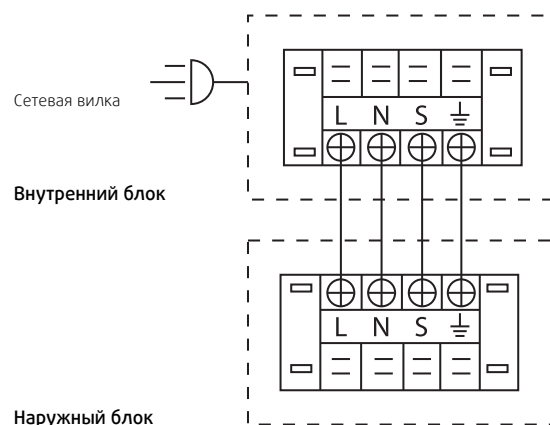 Сетевая вилка
L N S
Внутренний блок
L N S
Наружный блок